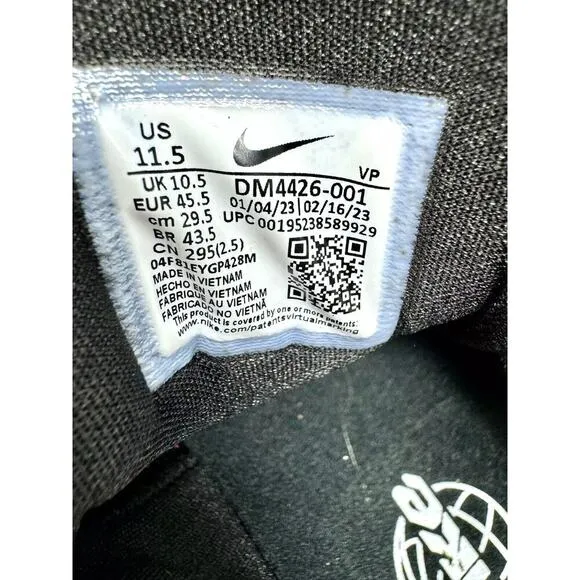 US
11.5
VP
UK 10.5
EUR 45.5
cm 29.5
BR 43.5
CN 295(2.5)
DM4426-001
01/04/23|02/16/23
UPC 00195238589929
04F81EYGP428M
MADE IN VIETNAM
HECHO EN VIETNAM
FABRIQUE AU VIETNAM
FABRICADO NO VIETNÃ
This product is covered by one or more patents:
www.nike.com/patentsvirtualmarking